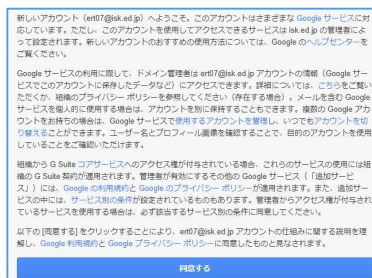 新しいアカウント（ert07@isk.ed.jp）へようこそ。このアカウントはさまざまな Google サービスに対
応しています。ただし、このアカウントを使用してアクセスできるサービスは isk.ed.jp の管理者によ
って設定されます。新しいアカウントのおすすめの使用方法については、Google のヘルプセンターを
ご覧ください。
Google サービスの利用に際して、ドメイン管理者は ert07@isk.ed.jp アカウントの情報（Google サー
ビスでこのアカウントに保存したデータなど）にアクセスできます。詳細については、こちらをご覧い
ただくか、組織のプライバシー ポリシーを参照してください（存在する場合）。メールを含む Google
サービスを個人的に使用する場合は、アカウントを別に保持することもできます。複数の Google アカ
ウントをお持ちの場合は、Google サービスで使用するアカウントを管理し、いつでもアカウントを切
り替えることができます。ユーザー名とプロフィール画像を確認することで、目的のアカウントを使用
していることをご確認いただけます。
組織から G Suite コアサービスへのアクセス権が付与されている場合、これらのサービスの使用には組
織の G Suite 契約が適用されます。管理者が有効にするその他の Google サービス（「追加サービ
ス」）には、Google の利用規約と Google のプライバシー ポリシーが適用されます。また、追加サー
ビスの中には、サービス別の条件が設定されているものもあります。管理者からアクセス権が付与され
ているサービスを使用する場合は、必ず該当するサービス別の条件に同意してください。
以下の [同意する] をクリックすることにより、ert07@isk.ed.jp アカウントの仕組みに関する説明を理
解し、Google 利用規約と Google プライバシー ポリシーに同意したものと見なされます。
同意する